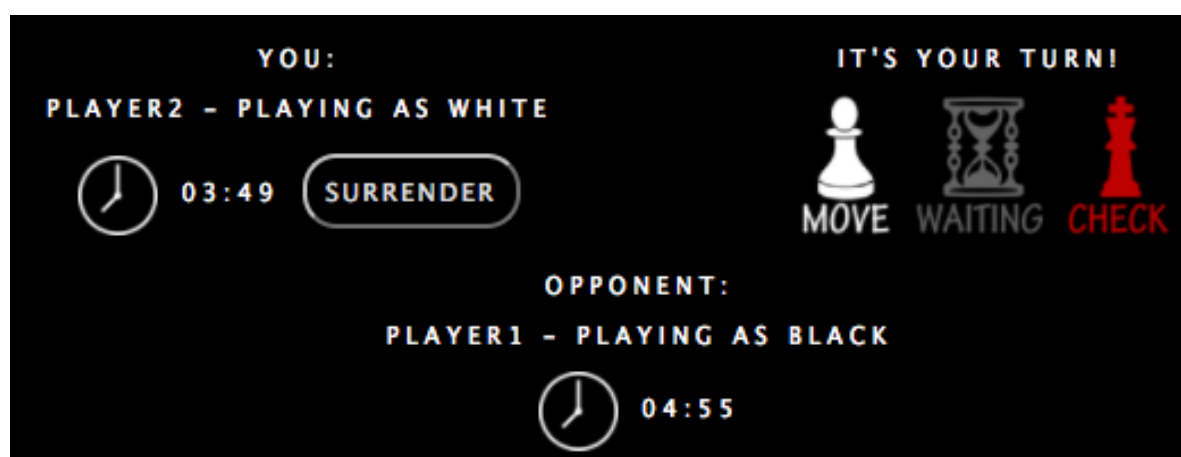 YOU:
PLAYER2 – PLAYING AS WHITE
03:49 SURRENDER
IT'S YOUR TURN!
MOVE WAITING CHECK
OPPONENT:
PLAYER1 – PLAYING AS BLACK
04:55